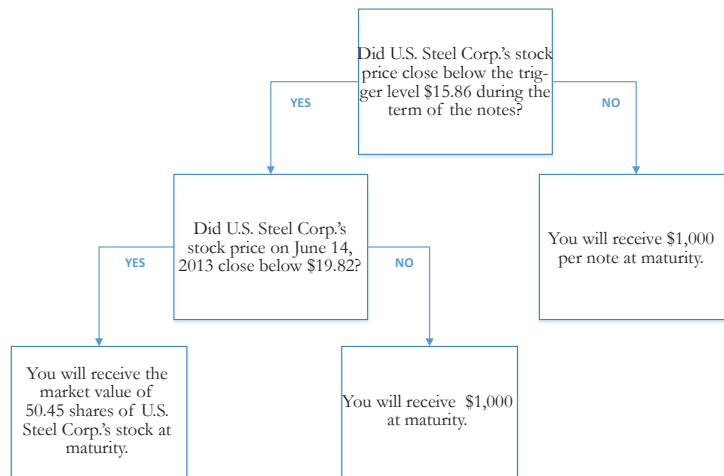 Did U.S. Steel Corp.'s stock
price close below the trig-
ger level $15.86 during the
term of the notes?
YES
NO
Did U.S. Steel Corp.'s
stock price on June 14,
2013 close below $19.82?
You will receive $1,000
per note at maturity.
YES
NO
You will receive the
market value of
50.45 shares of U.S.
Steel Corp.'s stock at
maturity.
You will receive $1,000
at maturity.